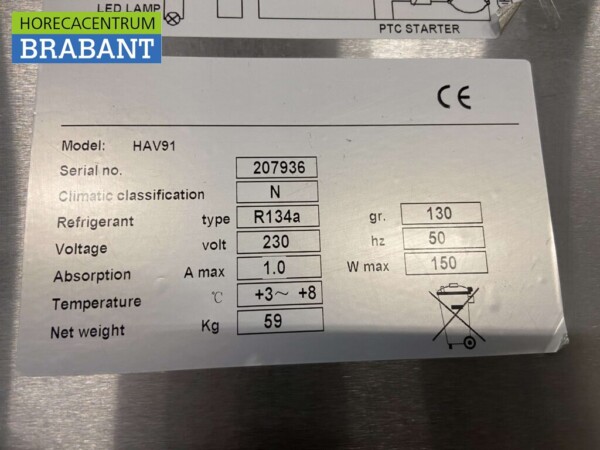 LED LAMP
PTC STARTER
HORECACENTRUM
BRABANT
CE
Model: HAV91
Serial no. 207936
Climatic classification N
Refrigerant type R134a gr. 130
Voltage volt 230 hz 50
Absorption A max 1.0 W max 150
Temperature °C +3~ +8
Net weight Kg 59